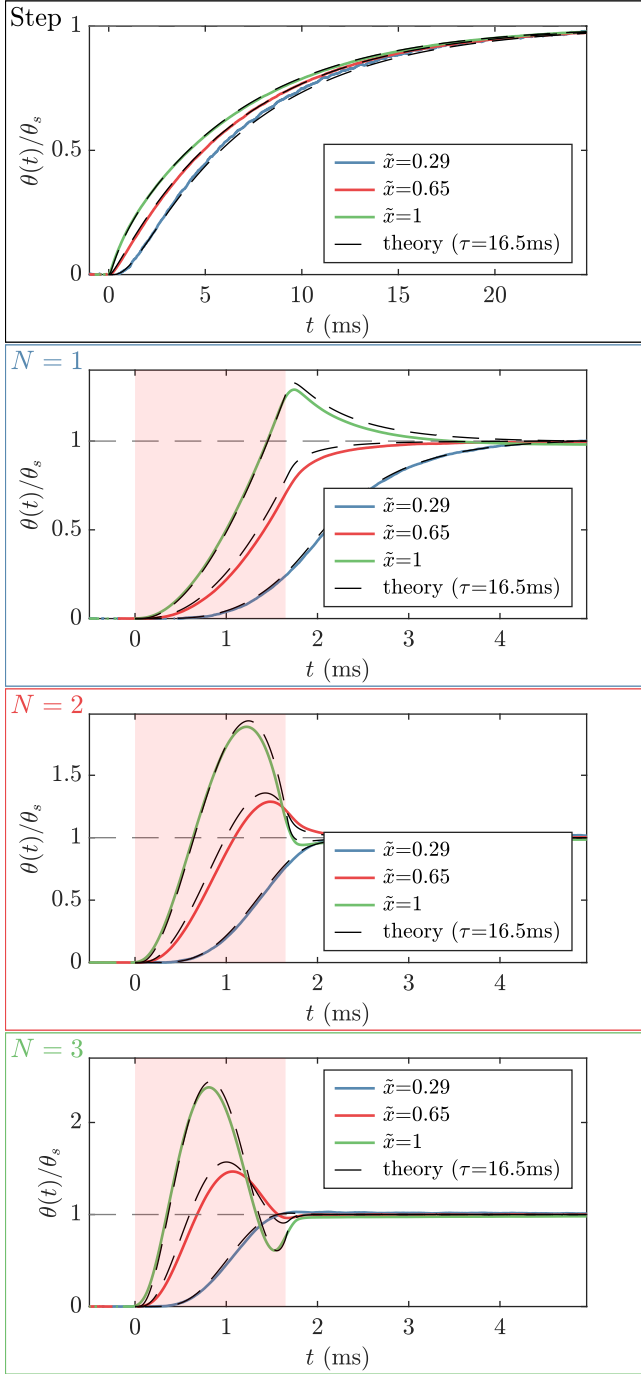 Step
1
0.5
0
θ(t)/θₛ
x̃=0.29
x̃=0.65
x̃=1
theory (τ=16.5ms)
0 5 10 15 20
t (ms)
N = 1
1
0.5
0
θ(t)/θₛ
x̃=0.29
x̃=0.65
x̃=1
theory (τ=16.5ms)
0 1 2 3 4
t (ms)
N = 2
1.5
1
0.5
0
θ(t)/θₛ
x̃=0.29
x̃=0.65
x̃=1
theory (τ=16.5ms)
0 1 2 3 4
t (ms)
N = 3
2
1
0
θ(t)/θₛ
x̃=0.29
x̃=0.65
x̃=1
theory (τ=16.5ms)
0 1 2 3 4
t (ms)